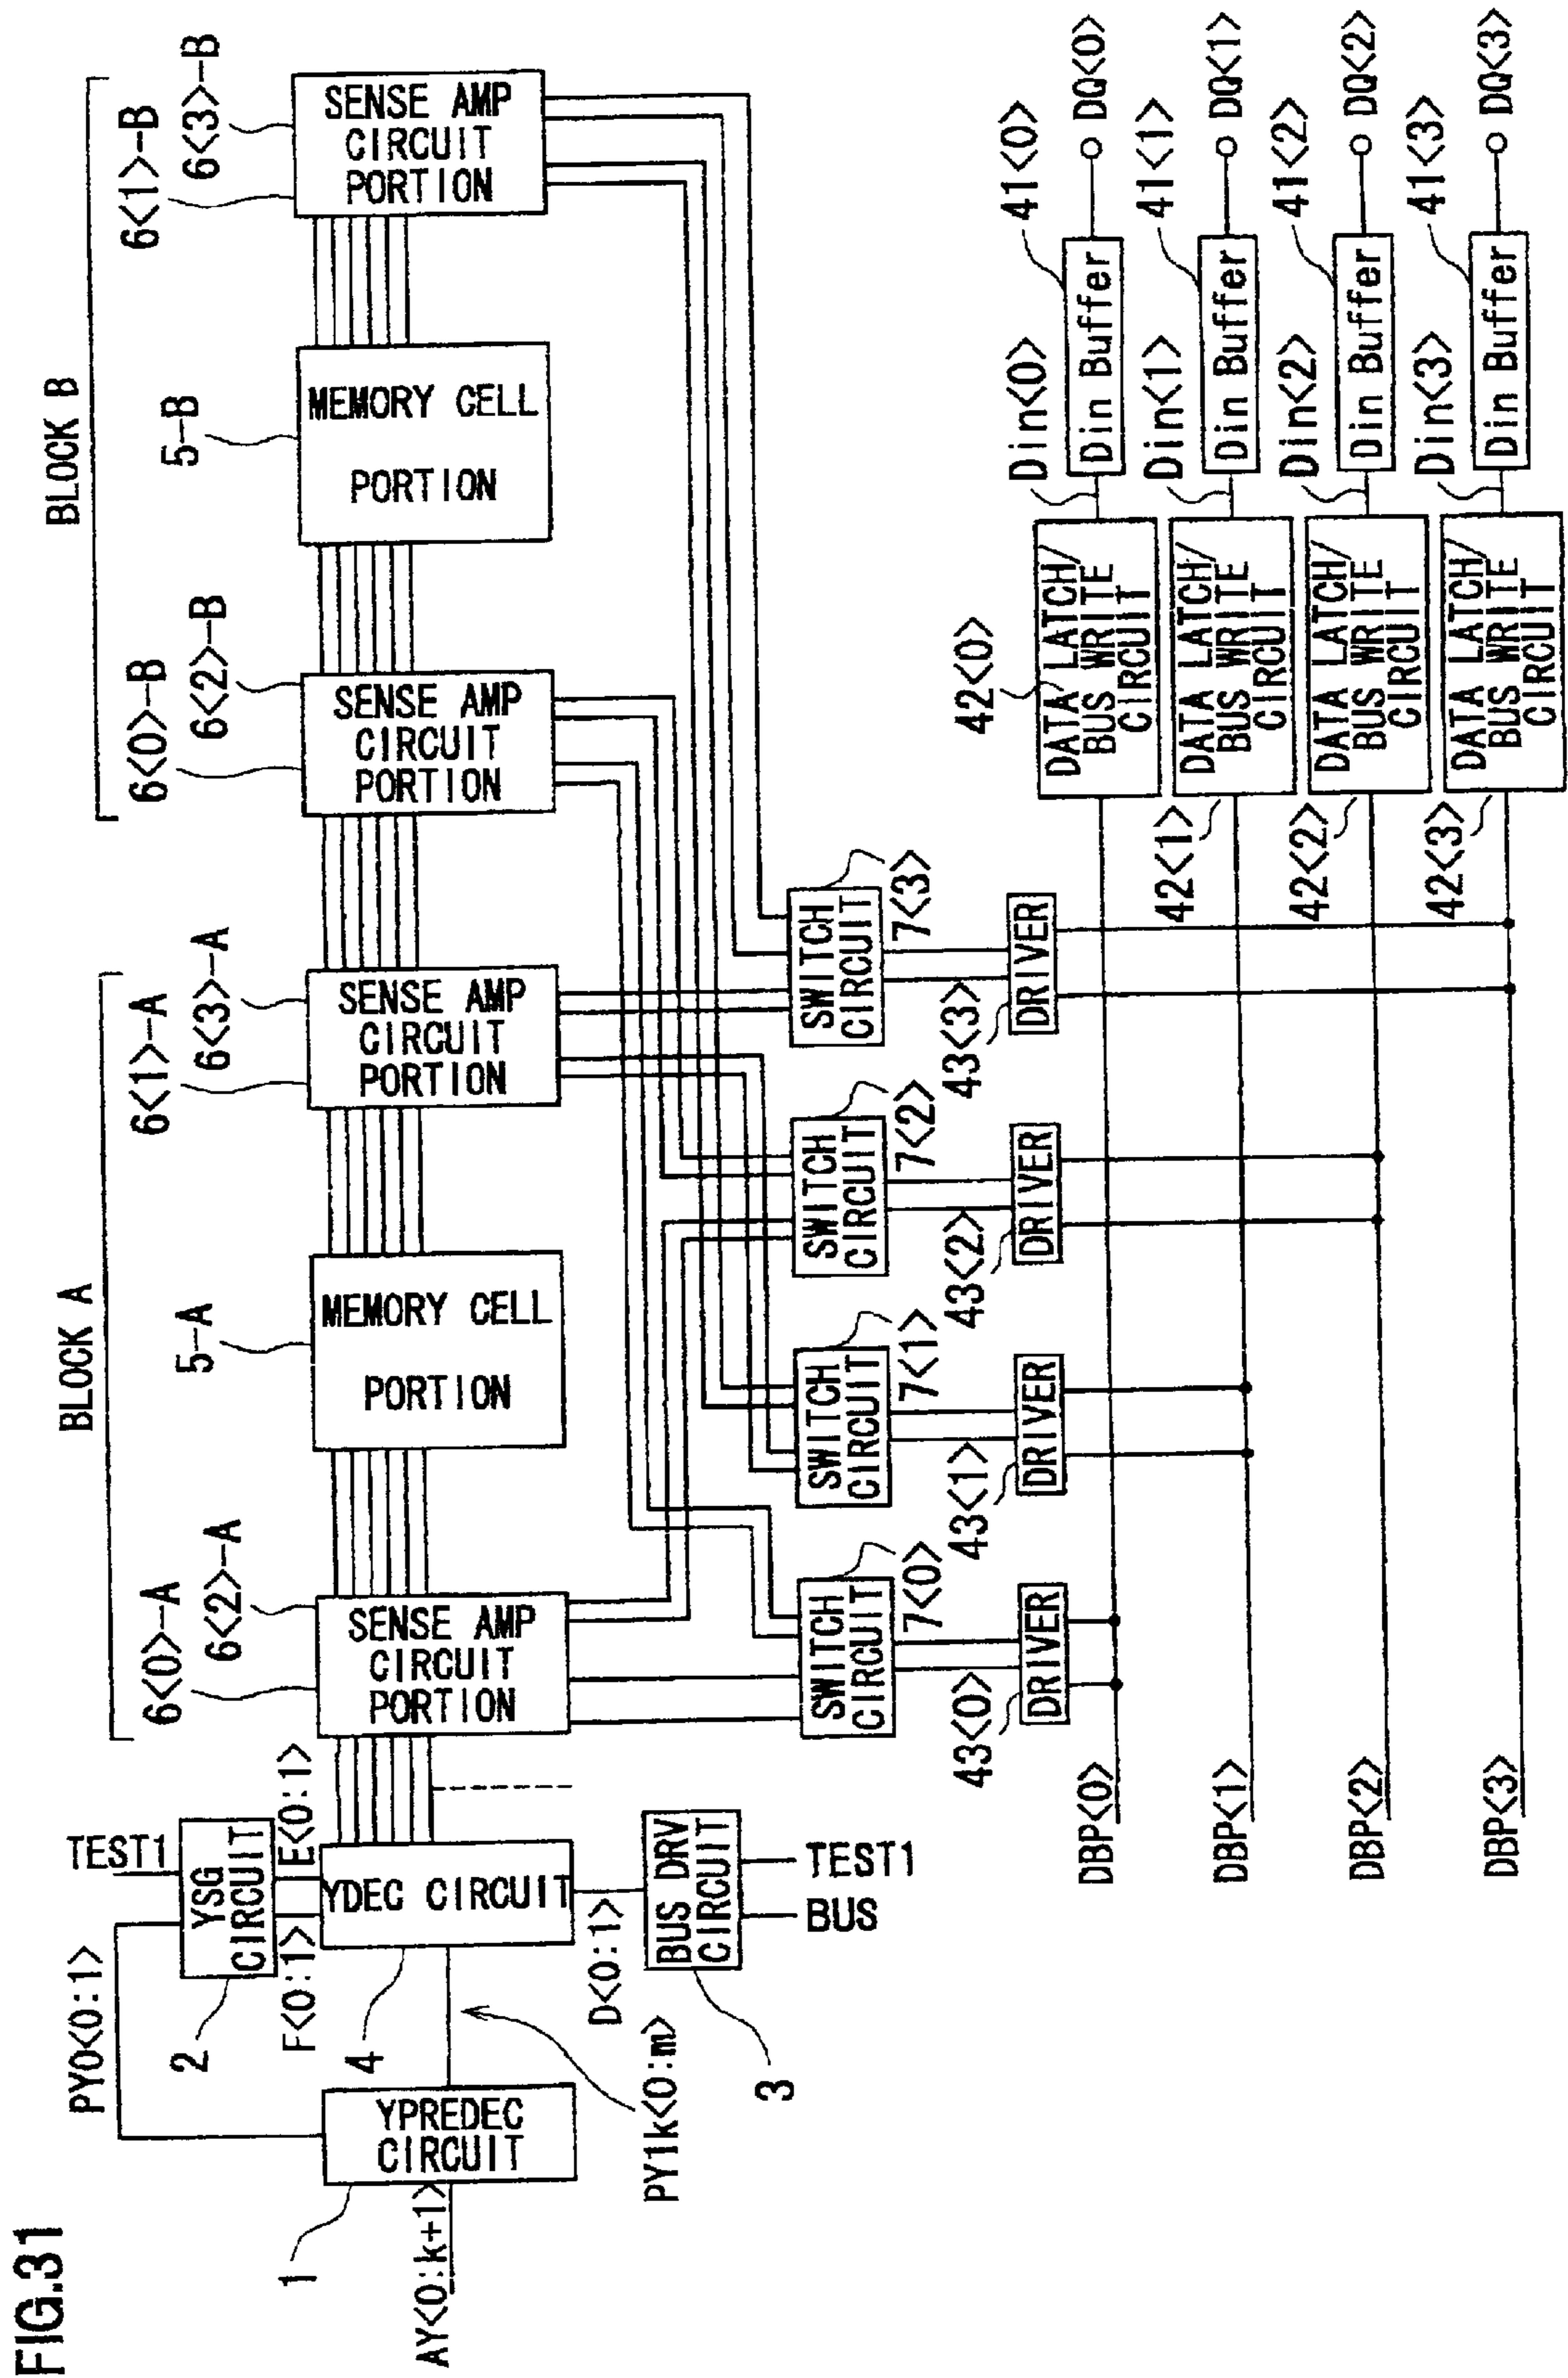 FIG.31
BLOCK A
BLOCK B
6<0>-A
6<2>-A
5-A
6<1>-A
6<3>-A
6<0>-B
6<2>-B
5-B
6<1>-B
6<3>-B
PY0<0:1>
TEST1
YSG
CIRCUIT
2
F<0:1>
E<0:1>
1
AY<0:k+1>
YPREDEC
CIRCUIT
PY1k<0:m>
4
YDEC CIRCUIT
D<0:1>
BUS DRV
CIRCUIT
3
TEST1
BUS
SENSE AMP
CIRCUIT
PORTION
MEMORY CELL
PORTION
SENSE AMP
CIRCUIT
PORTION
SENSE AMP
CIRCUIT
PORTION
MEMORY CELL
PORTION
SENSE AMP
CIRCUIT
PORTION
SWITCH
CIRCUIT
7<0>
SWITCH
CIRCUIT
7<1>
SWITCH
CIRCUIT
7<2>
SWITCH
CIRCUIT
7<3>
43<0>
DRIVER
43<1>
DRIVER
43<2>
DRIVER
43<3>
DRIVER
DBP<0>
DBP<1>
DBP<2>
DBP<3>
42<0>
DATA LATCH/
BUS WRITE
CIRCUIT
Din<0>
Din Buffer
41<0>
DQ<0>
42<1>
DATA LATCH/
BUS WRITE
CIRCUIT
Din<1>
Din Buffer
41<1>
DQ<1>
42<2>
DATA LATCH/
BUS WRITE
CIRCUIT
Din<2>
Din Buffer
41<2>
DQ<2>
42<3>
DATA LATCH/
BUS WRITE
CIRCUIT
Din<3>
Din Buffer
41<3>
DQ<3>